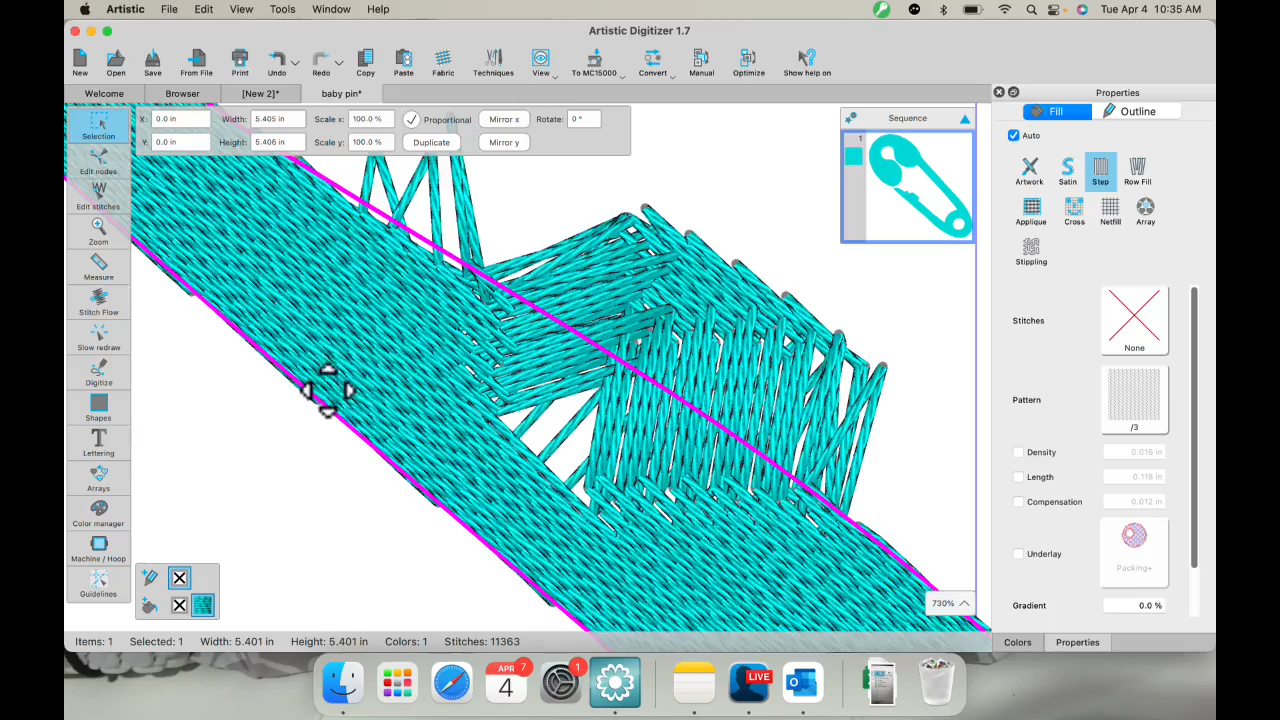 Artistic File Edit View Tools Window Help Tue Apr 4 10:35 AM
Artistic Digitizer 1.7
New Open Save From File Print Undo Redo Copy Paste Fabric Techniques View To MC15000 Convert Manual Optimize Show help on
Welcome Browser [New 2]* baby pin*
Properties
Fill Outline
Auto
Artwork Satin Step Row Fill
Applique Cross Netfill Array
Stippling
Stitches None
Pattern /3
Density 0.016 in
Length 0.118 in
Compensation 0.012 in
Underlay Packing+
Gradient 0.0 %
Colors Properties
X: 0.0 in Width: 5.405 in Scale x: 100.0 % Proportional Mirror x Rotate: 0 °
Y: 0.0 in Height: 5.406 in Scale y: 100.0 % Duplicate Mirror y
Sequence
1
Selection
Edit nodes
Edit stitches
Zoom
Measure
Stitch Flow
Slow redraw
Digitize
Shapes
Lettering
Arrays
Color manager
Machine / Hoop
Guidelines
730%
Items: 1 Selected: 1 Width: 5.401 in Height: 5.401 in Colors: 1 Stitches: 11363
APR 7
4
1
LIVE